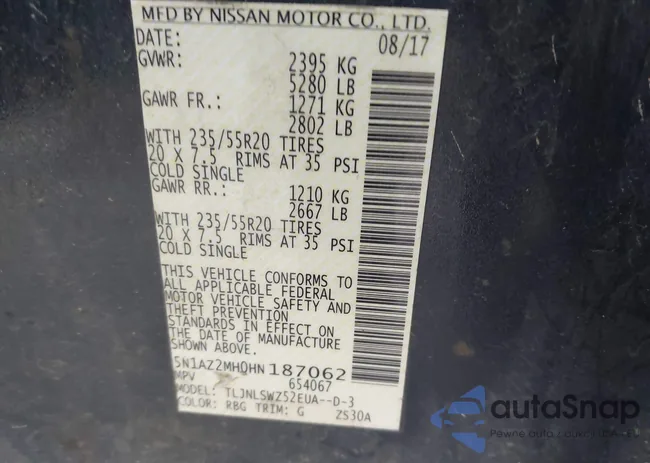 MFD BY NISSAN MOTOR CO., LTD.
DATE: 08/17
GVWR: 2395 KG
5280 LB
GAWR FR.: 1271 KG
2802 LB
WITH 235/55R20 TIRES
20 X 7.5 RIMS AT 35 PSI
COLD SINGLE
GAWR RR.: 1210 KG
2667 LB
WITH 235/55R20 TIRES
20 X 7.5 RIMS AT 35 PSI
COLD SINGLE
THIS VEHICLE CONFORMS TO
ALL APPLICABLE FEDERAL
MOTOR VEHICLE SAFETY AND
THEFT PREVENTION
STANDARDS IN EFFECT ON
THE DATE OF MANUFACTURE
SHOWN ABOVE.
5N1AZ2MH0HN187062
MPV 654067
MODEL: TLJNLSWZ52EUA--D-3
COLOR: RBG TRIM: G ZS30A
autoSnap
Pewne auto i auwi z USA